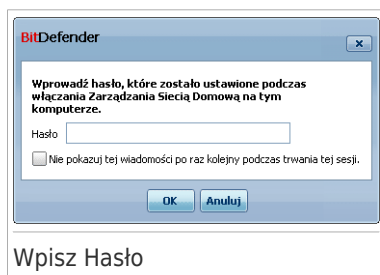 BitDefender
Wprowadź hasło, które zostało ustawione podczas
włączania Zarządzania Siecią Domową na tym
komputerze.
Hasło
Nie pokazuj tej wiadomości po raz kolejny podczas trwania tej sesji.
OK Anuluj
Wpisz Hasło